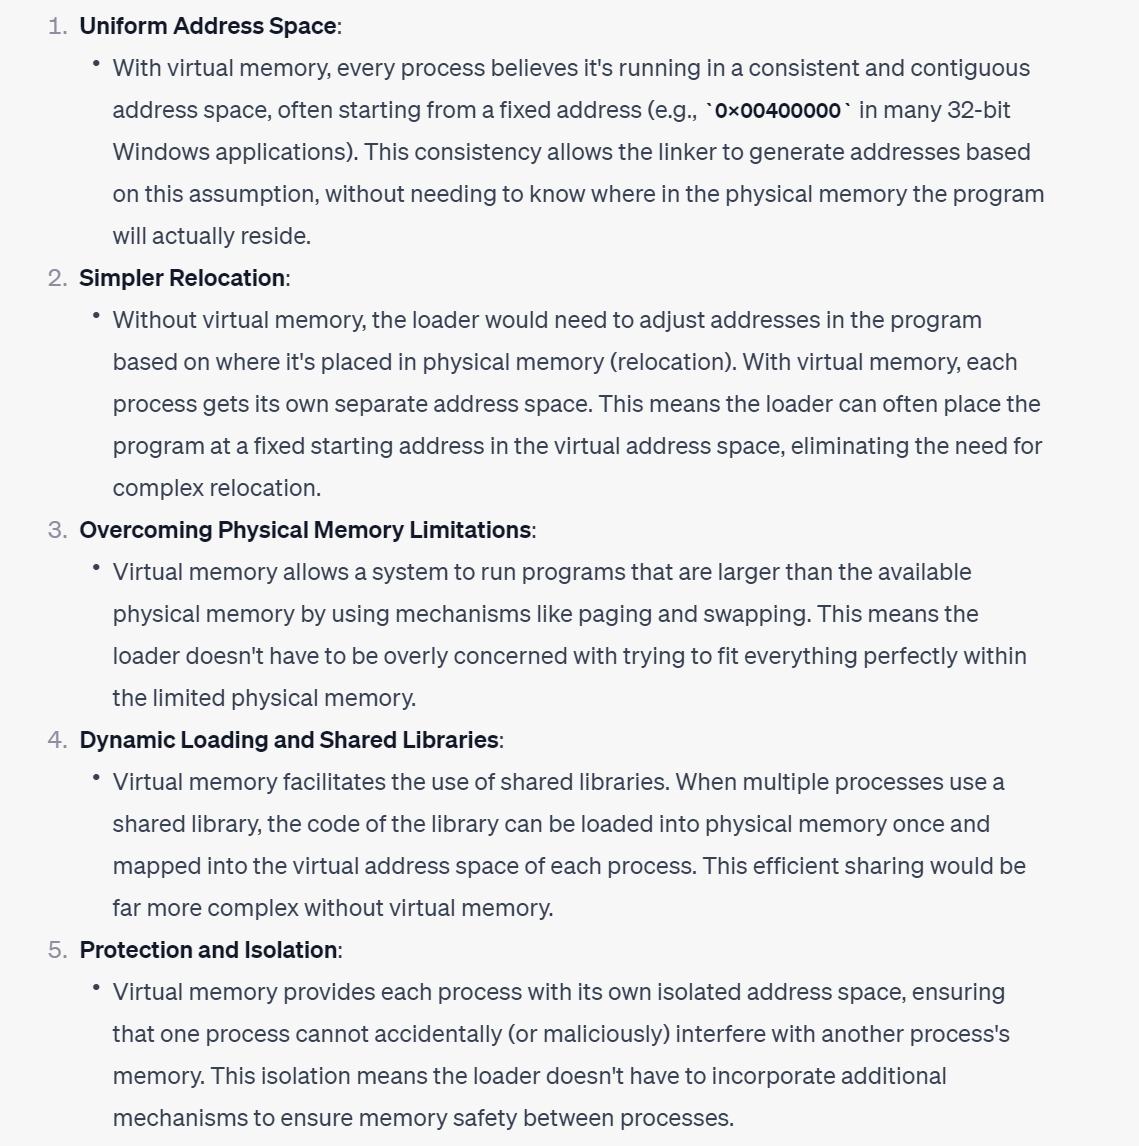 1. Uniform Address Space:
• With virtual memory, every process believes it's running in a consistent and contiguous
address space, often starting from a fixed address (e.g., `0×00400000` in many 32-bit
Windows applications). This consistency allows the linker to generate addresses based
on this assumption, without needing to know where in the physical memory the program
will actually reside.
2. Simpler Relocation:
• Without virtual memory, the loader would need to adjust addresses in the program
based on where it's placed in physical memory (relocation). With virtual memory, each
process gets its own separate address space. This means the loader can often place the
program at a fixed starting address in the virtual address space, eliminating the need for
complex relocation.
3. Overcoming Physical Memory Limitations:
• Virtual memory allows a system to run programs that are larger than the available
physical memory by using mechanisms like paging and swapping. This means the
loader doesn't have to be overly concerned with trying to fit everything perfectly within
the limited physical memory.
4. Dynamic Loading and Shared Libraries:
• Virtual memory facilitates the use of shared libraries. When multiple processes use a
shared library, the code of the library can be loaded into physical memory once and
mapped into the virtual address space of each process. This efficient sharing would be
far more complex without virtual memory.
5. Protection and Isolation:
• Virtual memory provides each process with its own isolated address space, ensuring
that one process cannot accidentally (or maliciously) interfere with another process's
memory. This isolation means the loader doesn't have to incorporate additional
mechanisms to ensure memory safety between processes.